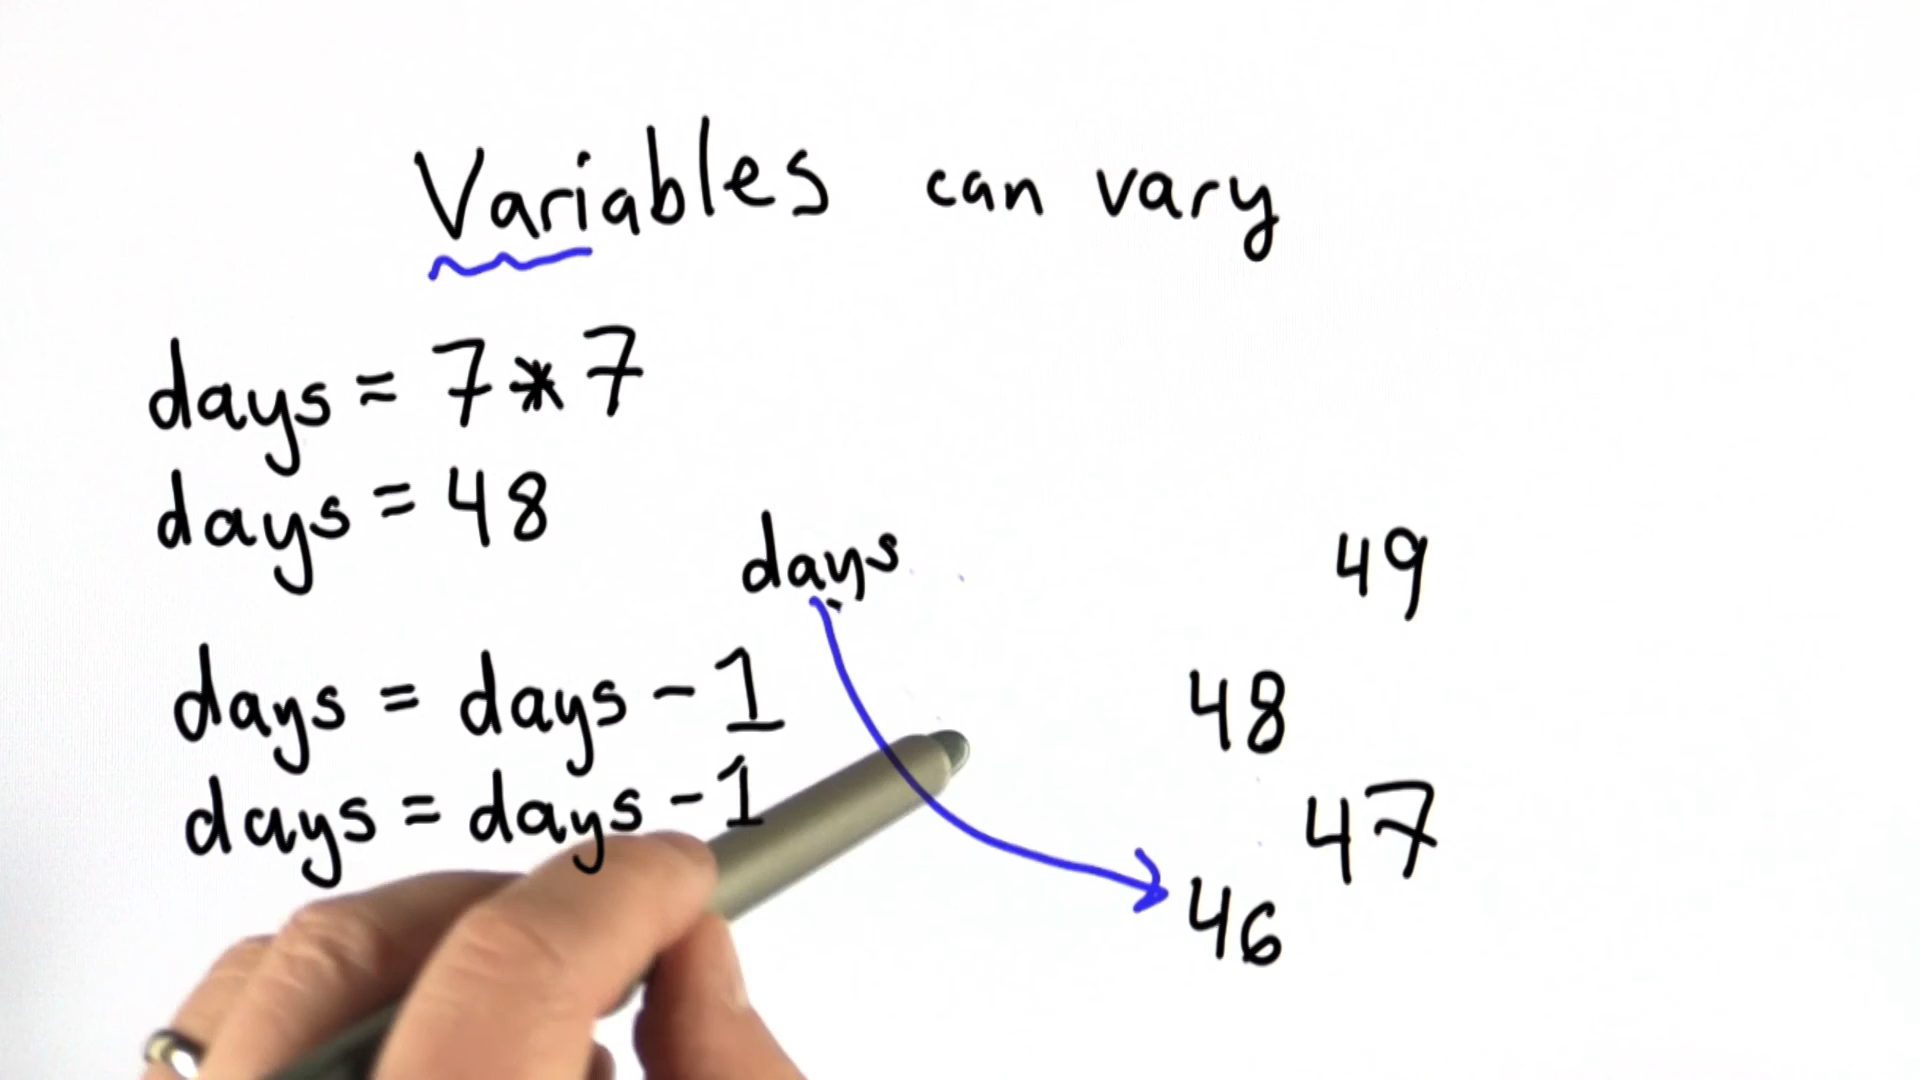 Variables can vary
days = 7*7
days = 48
days = days - 1
days = days - 1
days
49
48
47
46